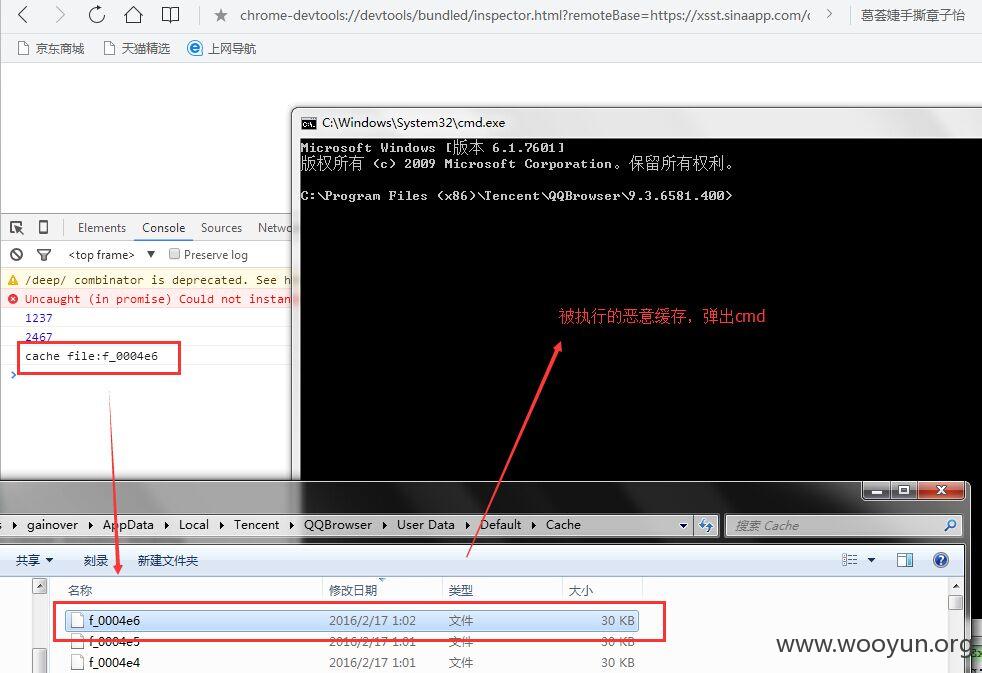 chrome-devtools://devtools/bundled/inspector.html?remoteBase=https://xsst.sinaapp.com/
葛荟婕手撕章子怡
京东商城 天猫精选 上网导航
C:\Windows\System32\cmd.exe
Microsoft Windows [版本 6.1.7601]
版权所有 (c) 2009 Microsoft Corporation。保留所有权利。
C:\Program Files (x86)\Tencent\QQBrowser\9.3.6581.400>
Elements Console Sources Netwo
<top frame> Preserve log
/deep/ combinator is deprecated. See h
Uncaught (in promise) Could not instan
1237
2467
cache file:f_0004e6
被执行的恶意缓存，弹出cmd
gainover AppData Local Tencent QQBrowser User Data Default Cache
搜索 Cache
共享 刻录 新建文件夹
名称 修改日期 类型 大小
f_0004e6 2016/2/17 1:02 文件 30 KB
f_0004e5 2016/2/17 1:01 文件 30 KB
f_0004e4 2016/2/17 1:01 文件 30 KB
www.wooyun.org